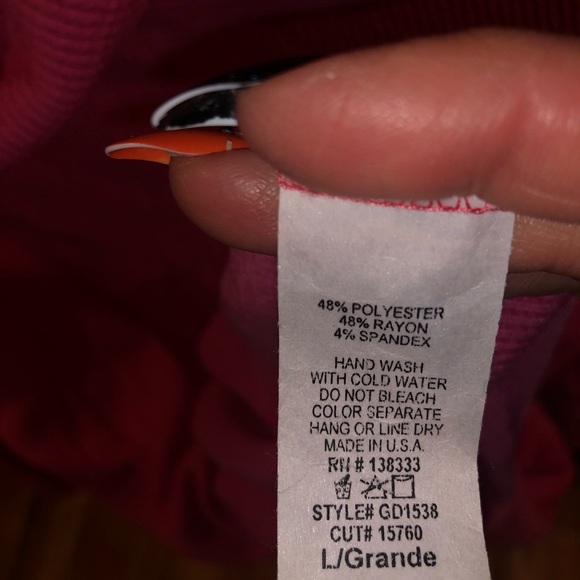 48% POLYESTER
48% RAYON
4% SPANDEX
HAND WASH
WITH COLD WATER
DO NOT BLEACH
COLOR SEPARATE
HANG OR LINE DRY
MADE IN U.S.A.
RN # 138333
STYLE# GD1538
CUT# 15760
L/Grande